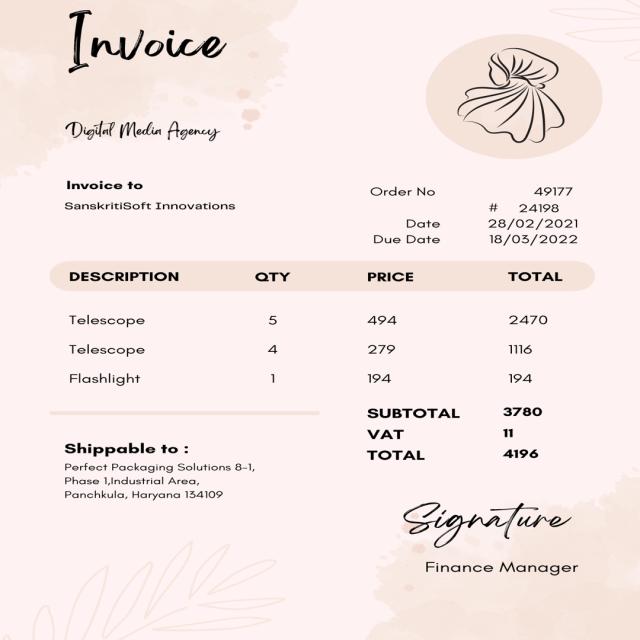 Invoice
Digital Media Agency
Invoice to
SanskritiSoft Innovations
Order No 49177
# 24198
Date 28/02/2021
Due Date 18/03/2022
DESCRIPTION QTY PRICE TOTAL
Telescope 5 494 2470
Telescope 4 279 1116
Flashlight 1 194 194
SUBTOTAL 3780
VAT 11
TOTAL 4196
Shippable to :
Perfect Packaging Solutions 8-1,
Phase 1,Industrial Area,
Panchkula, Haryana 134109
Signature
Finance Manager